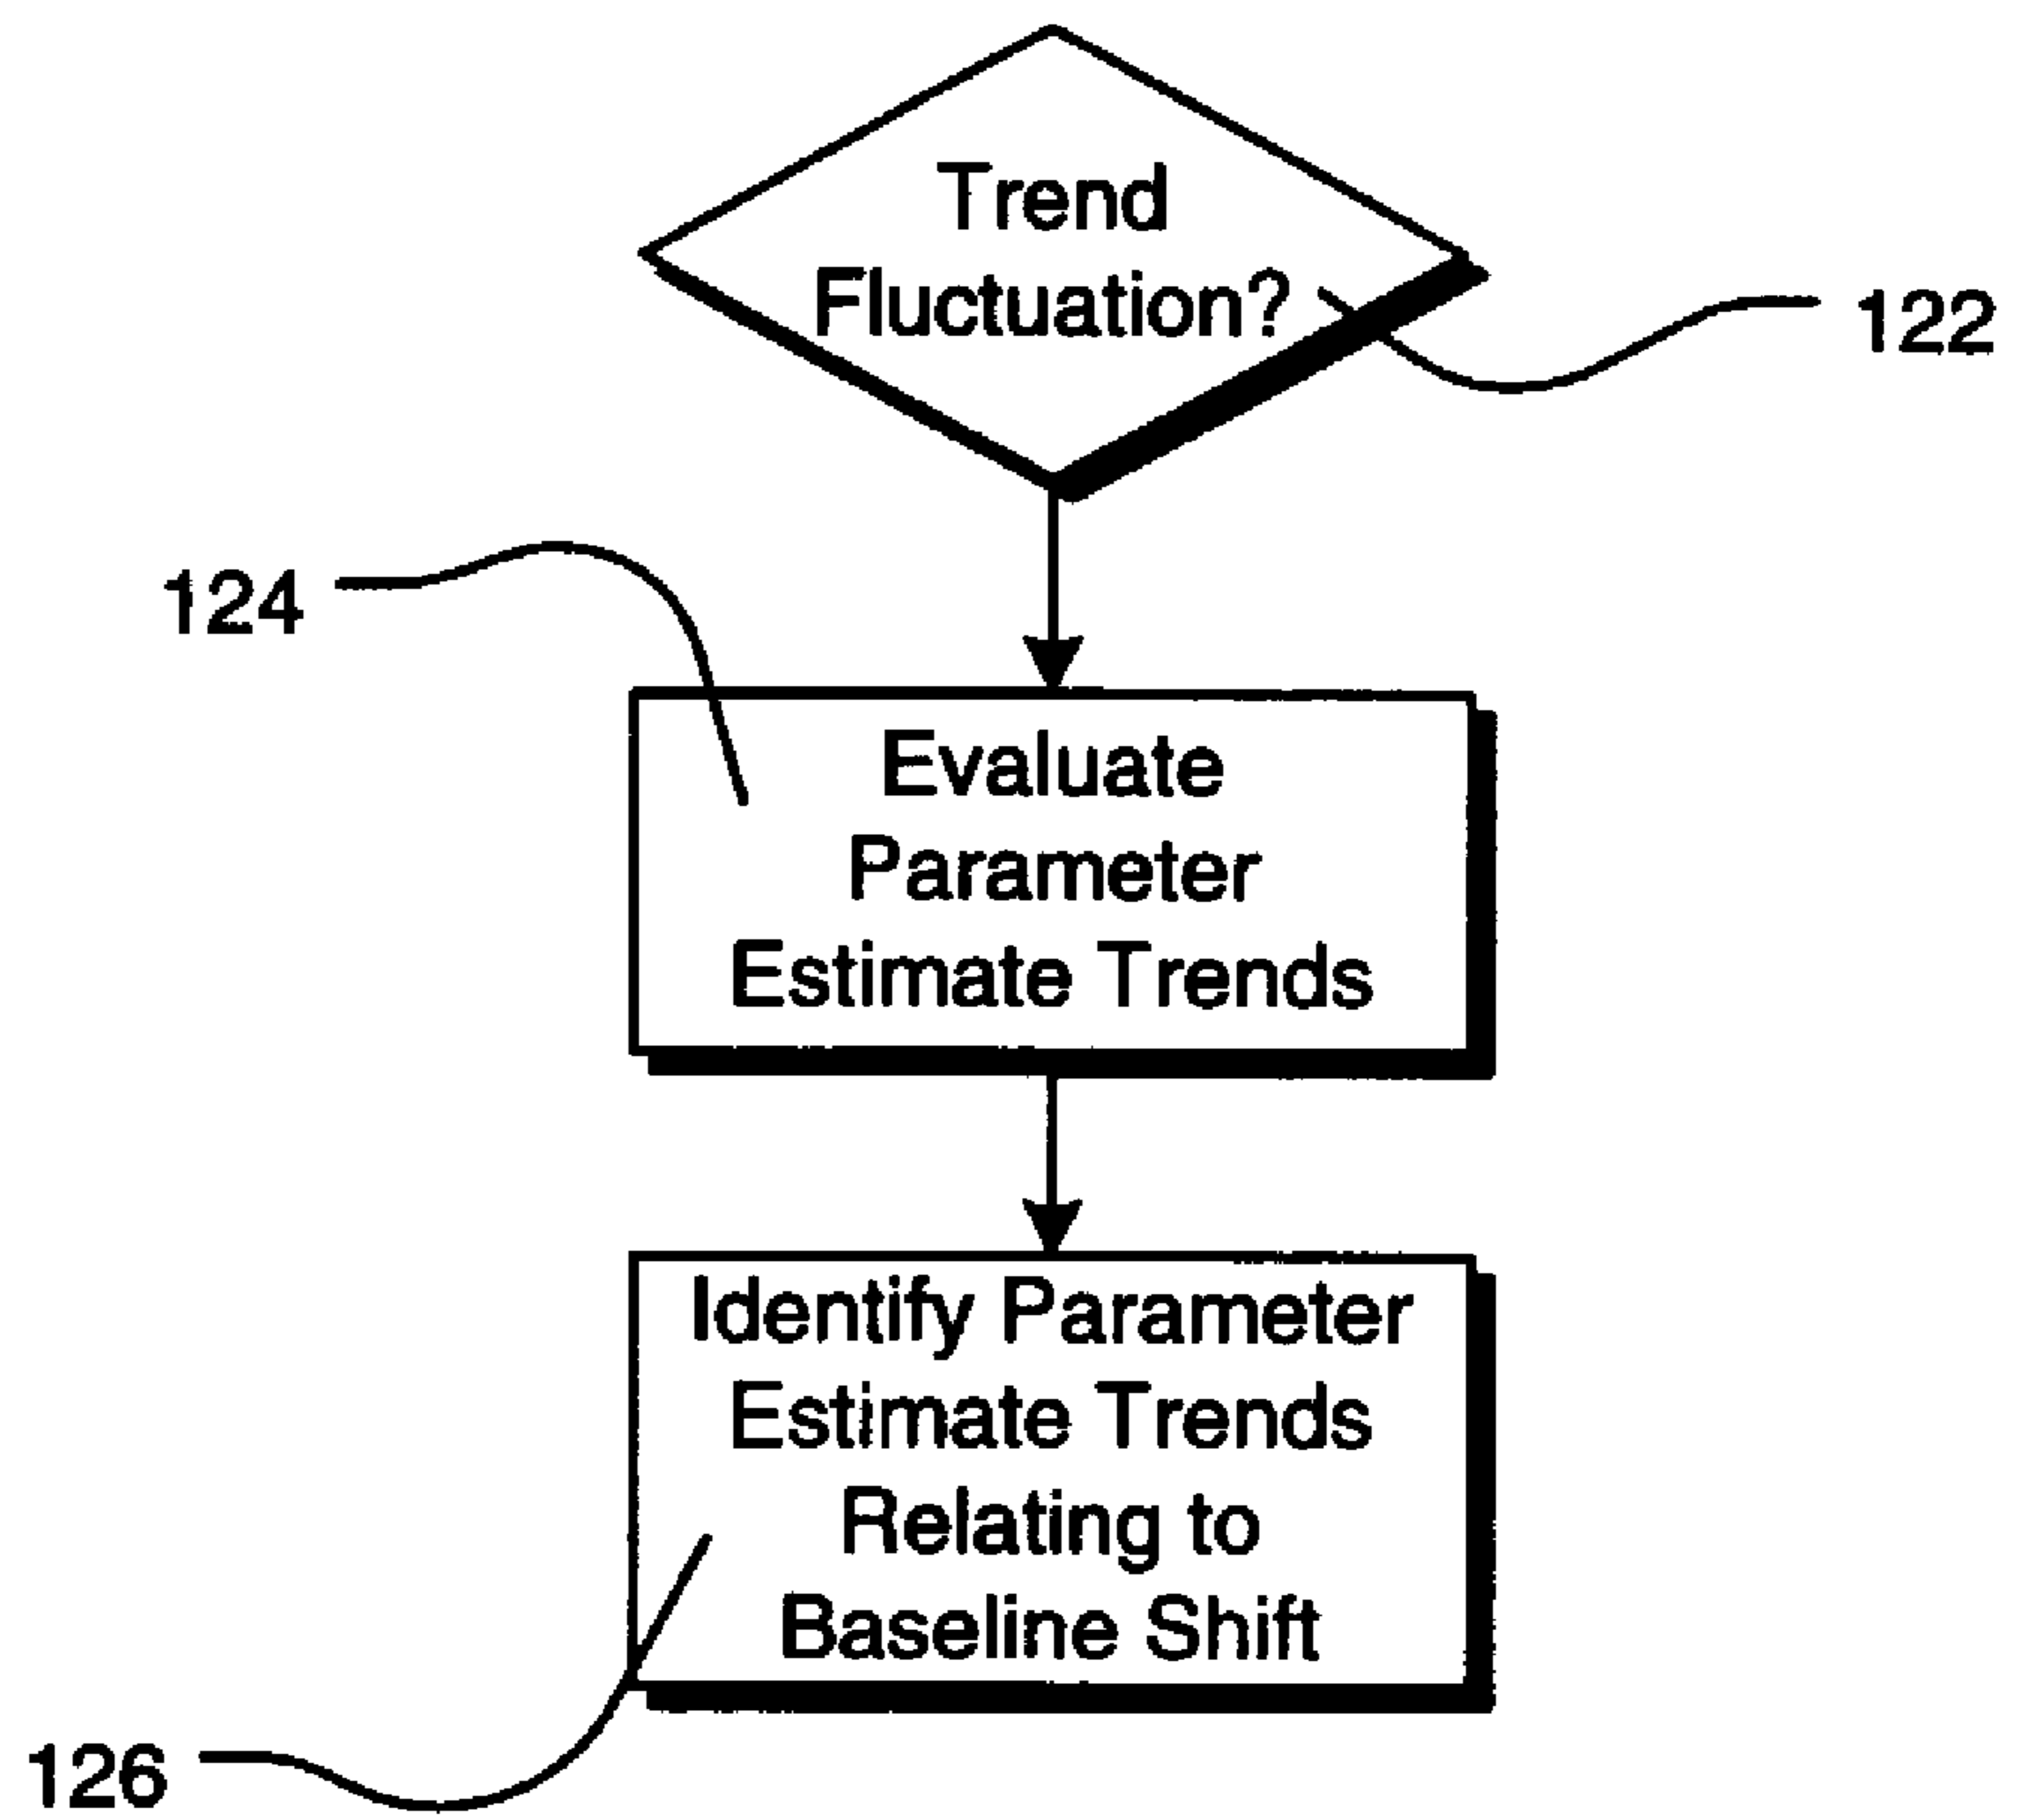 Trend
Fluctuation?
122
124
Evaluate
Parameter
Estimate Trends
Identify Parameter
Estimate Trends
Relating to
Baseline Shift
126